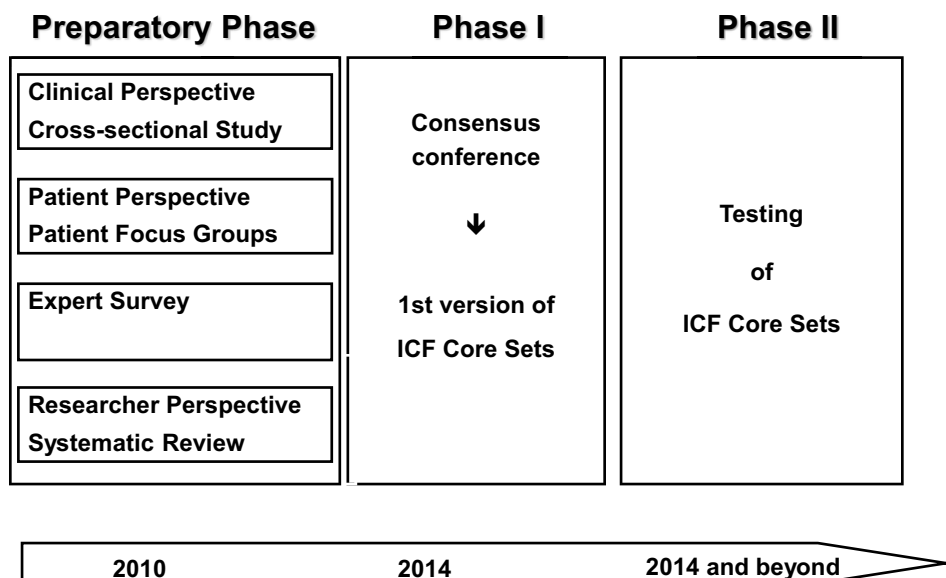 Preparatory Phase
Phase I
Phase II
Clinical Perspective
Cross-sectional Study
Patient Perspective
Patient Focus Groups
Expert Survey
Researcher Perspective
Systematic Review
Consensus
conference
↓
1st version of
ICF Core Sets
Testing
of
ICF Core Sets
2010
2014
2014 and beyond